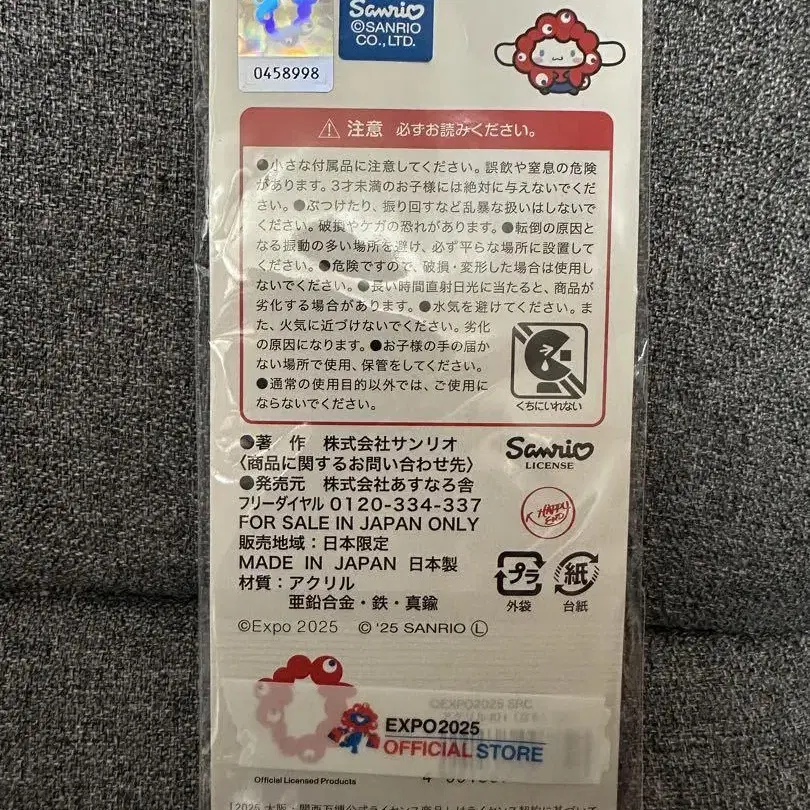 Sanrio
©SANRIO
CO.,LTD.
0458998
⚠ 注意 必ずお読みください。
●小さな付属品に注意してください。誤飲や窒息の危険
があります。3才未満のお子様には絶対に与えないでくだ
さい。●ぶつけたり、振り回すなど乱暴な扱いはしないで
ください。破損やケガの恐れがあります。●転倒の原因と
なる振動の多い場所を避け、必ず平らな場所に設置して
ください。●危険ですので、破損・変形した場合は使用し
ないでください。●長い時間直射日光に当たると、商品が
劣化する場合があります。●水気を避けてください。ま
た、火気に近づけないでください。劣化
の原因になります。●お子様の手の届か
ない場所で使用、保管をしてください。
●通常の使用目的以外では、ご使用に
ならないでください。
くちにいれない
●著 作 株式会社サンリオ
〈商品に関するお問い合わせ先〉
●発売元 株式会社あすなろ舎
フリーダイヤル 0120-334-337
FOR SALE IN JAPAN ONLY
販売地域：日本限定
MADE IN JAPAN 日本製
材質：アクリル
亜鉛合金・鉄・真鍮
©Expo 2025 © '25 SANRIO Ⓛ
Sanrio
LICENSE
HAPPY
END
プラ
外袋
紙
台紙
EXPO2025
OFFICIAL STORE
Official Licensed Products